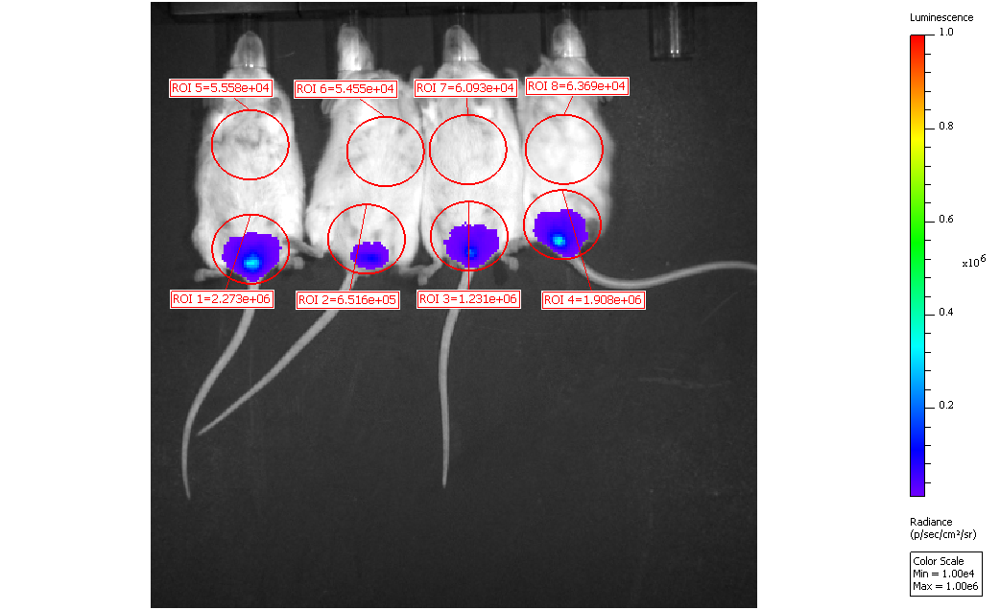 Luminescence
1.0
ROI 5=5.558e+04
ROI 6=5.455e+04
ROI 7=6.093e+04
ROI 8=6.369e+04
0.8
0.6
x10⁶
ROI 1=2.273e+06
ROI 2=6.516e+05
ROI 3=1.231e+06
ROI 4=1.908e+06
0.4
0.2
Radiance
(p/sec/cm²/sr)
Color Scale
Min = 1.00e4
Max = 1.00e6